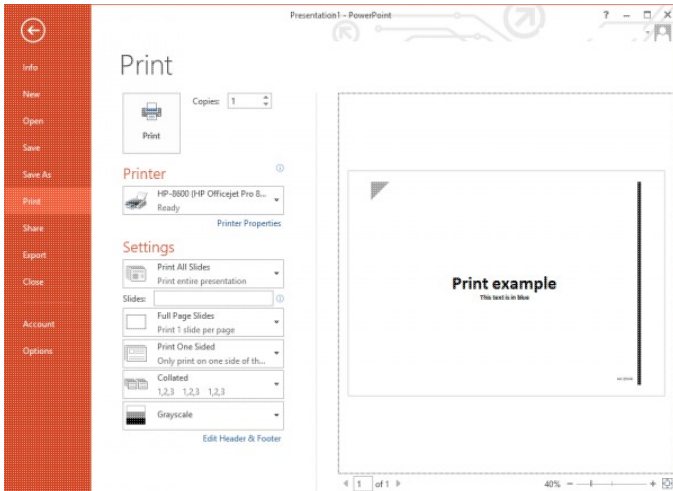 Presentation1 - PowerPoint
?
Info
New
Open
Save
Save As
Print
Share
Export
Close
Account
Options
Print
Copies: 1
Print
Printer
HP-8600 (HP Officejet Pro 8...
Ready
Printer Properties
Settings
Print All Slides
Print entire presentation
Slides:
Full Page Slides
Print 1 slide per page
Print One Sided
Only print on one side of th...
Collated
1,2,3 1,2,3 1,2,3
Grayscale
Edit Header & Footer
Print example
This text is in blue
1 of 1
40%